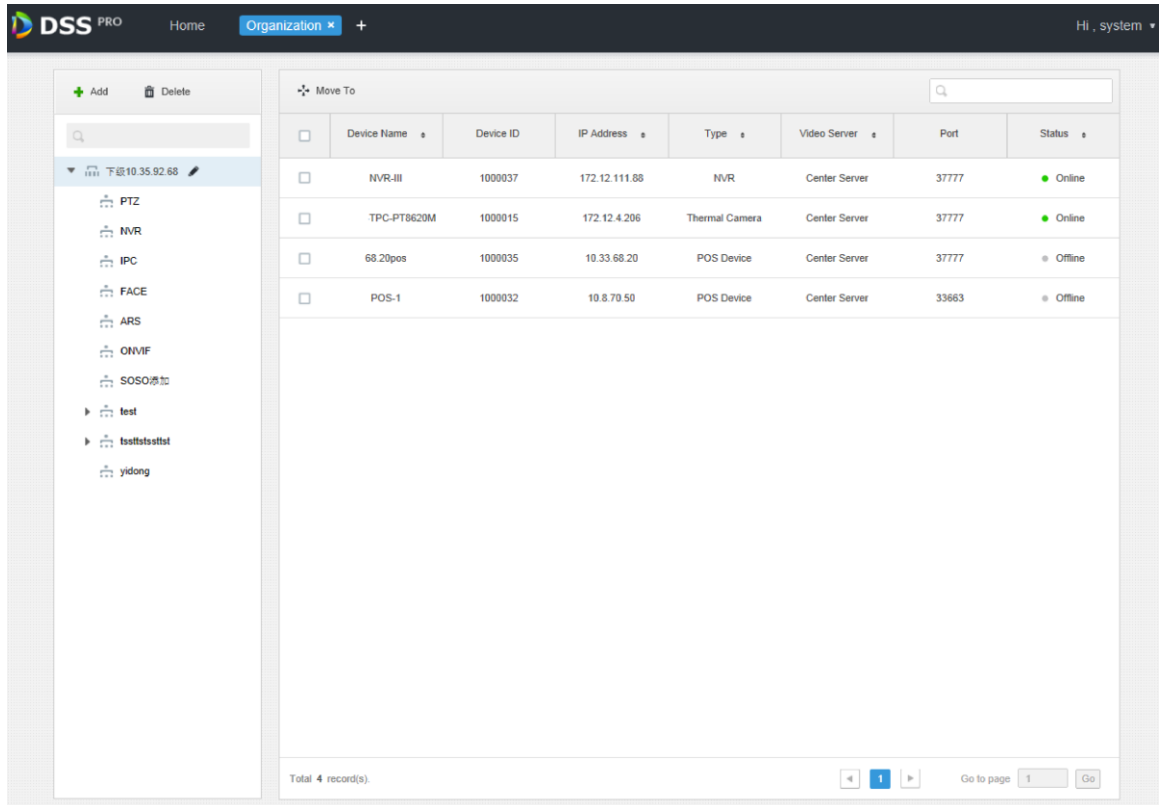 DSS PRO Home Organization × + Hi , system
Add Delete
Move To
Device Name Device ID IP Address Type Video Server Port Status
下级10.35.92.68
PTZ
NVR
IPC
FACE
ARS
ONVIF
SOSO添加
test
tssttstssttst
yidong
NVR-III 1000037 172.12.111.88 NVR Center Server 37777 Online
TPC-PT8620M 1000015 172.12.4.206 Thermal Camera Center Server 37777 Online
68.20pos 1000035 10.33.68.20 POS Device Center Server 37777 Offline
POS-1 1000032 10.8.70.50 POS Device Center Server 33663 Offline
Total 4 record(s). 1 Go to page 1 Go